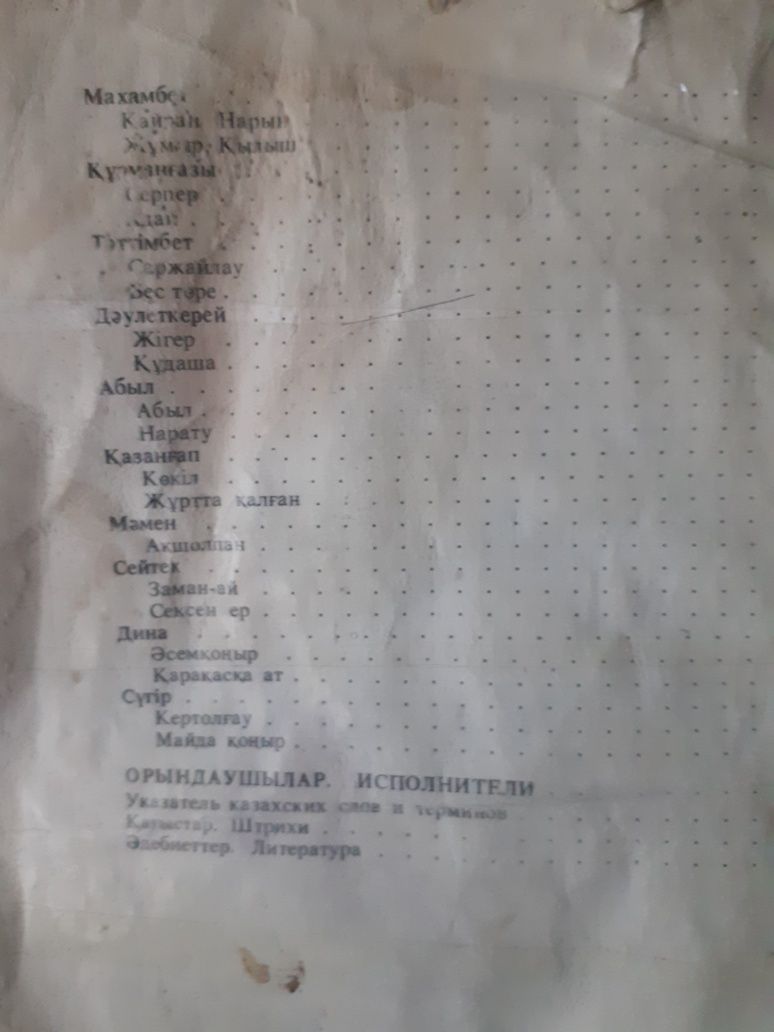 Махамбет
Қайран Нарын
Жұмыр Қылыш
Құрманғазы
Серпер
Адай
Тәттімбет
Саржайлау
Бес төре
Дәулеткерей
Жігер
Құдаша
Абыл
Абыл
Нарату
Қазанғап
Көкіл
Жұртта қалған
Мәмен
Ақшолпан
Сейтек
Заман-ай
Сексен ер
Дина
Әсемқоңыр
Қарақасқа ат
Сүгір
Кертолғау
Майда қоңыр
ОРЫНДАУШЫЛАР. ИСПОЛНИТЕЛИ
Указатель казахских слов и терминов
Қағыстар. Штрихи
Әдебиеттер. Литература